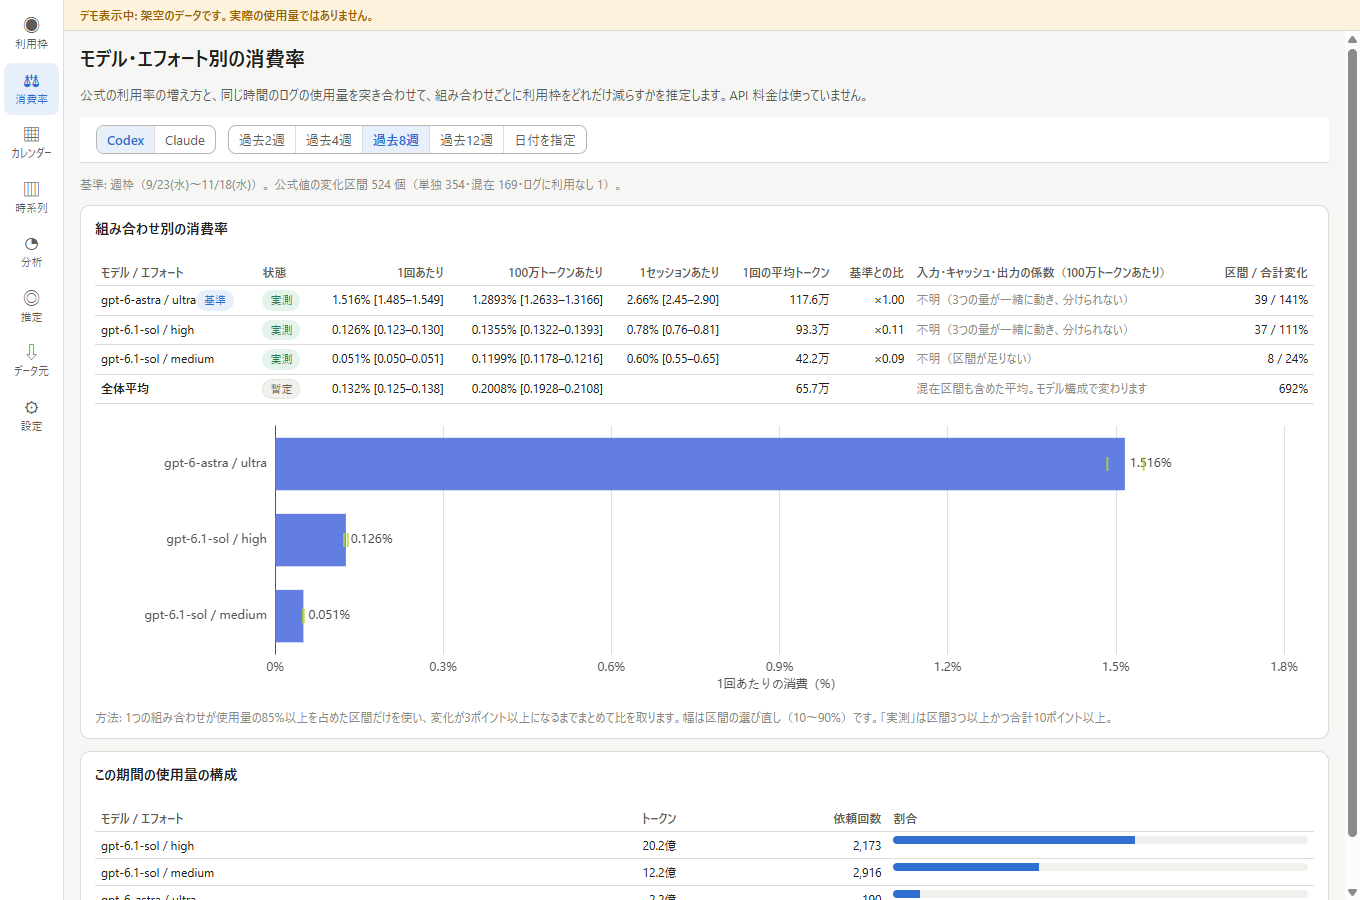 デモ表示中: 架空のデータです。実際の使用量ではありません。
利用枠
消費率
カレンダー
時系列
分析
推定
データ元
設定
モデル・エフォート別の消費率
公式の利用率の増え方と、同じ時間のログの使用量を突き合わせて、組み合わせごとに利用枠をどれだけ減らすかを推定します。API 料金は使っていません。
Codex Claude 過去2週 過去4週 過去8週 過去12週 日付を指定
基準: 週枠（9/23(水)〜11/18(水)）。公式値の変化区間 524 個（単独 354・混在 169・ログに利用なし 1）。
組み合わせ別の消費率
モデル / エフォート 状態 1回あたり 100万トークンあたり 1セッションあたり 1回の平均トークン 基準との比 入力・キャッシュ・出力の係数（100万トークンあたり） 区間 / 合計変化
gpt-6-astra / ultra 基準 実測 1.516% [1.485–1.549] 1.2893% [1.2633–1.3166] 2.66% [2.45–2.90] 117.6万 ×1.00 不明（3つの量が一緒に動き、分けられない） 39 / 141%
gpt-6.1-sol / high 実測 0.126% [0.123–0.130] 0.1355% [0.1322–0.1393] 0.78% [0.76–0.81] 93.3万 ×0.11 不明（3つの量が一緒に動き、分けられない） 37 / 111%
gpt-6.1-sol / medium 実測 0.051% [0.050–0.051] 0.1199% [0.1178–0.1216] 0.60% [0.55–0.65] 42.2万 ×0.09 不明（区間が足りない） 8 / 24%
全体平均 暫定 0.132% [0.125–0.138] 0.2008% [0.1928–0.2108] 65.7万 混在区間も含めた平均。モデル構成で変わります 692%
gpt-6-astra / ultra 1.516%
gpt-6.1-sol / high 0.126%
gpt-6.1-sol / medium 0.051%
0% 0.3% 0.6% 0.9% 1.2% 1.5% 1.8%
1回あたりの消費（%）
方法: 1つの組み合わせが使用量の85%以上を占めた区間だけを使い、変化が3ポイント以上になるまでまとめて比を取ります。幅は区間の選び直し（10〜90%）です。「実測」は区間3つ以上かつ合計10ポイント以上。
この期間の使用量の構成
モデル / エフォート トークン 依頼回数 割合
gpt-6.1-sol / high 20.2億 2,173
gpt-6.1-sol / medium 12.2億 2,916
gpt-6-astra / ultra 2.2億 190